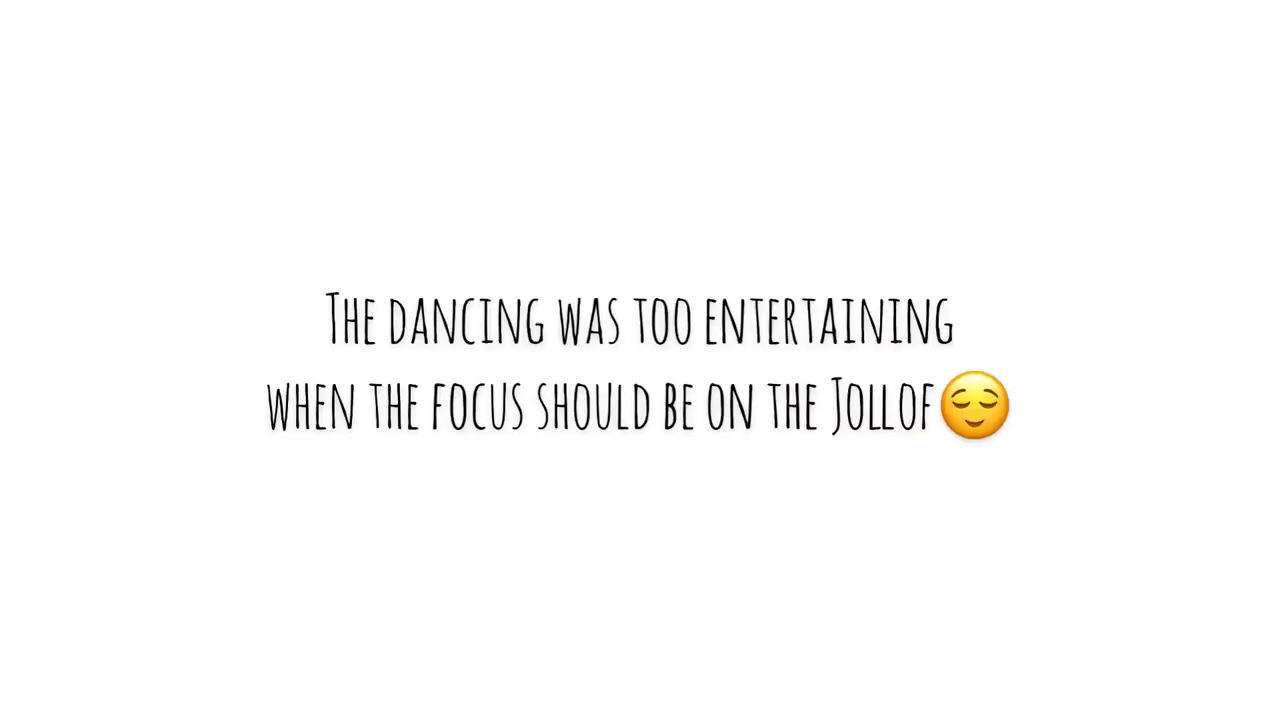 The dancing was too entertaining
when the focus should be on the Jollof😌